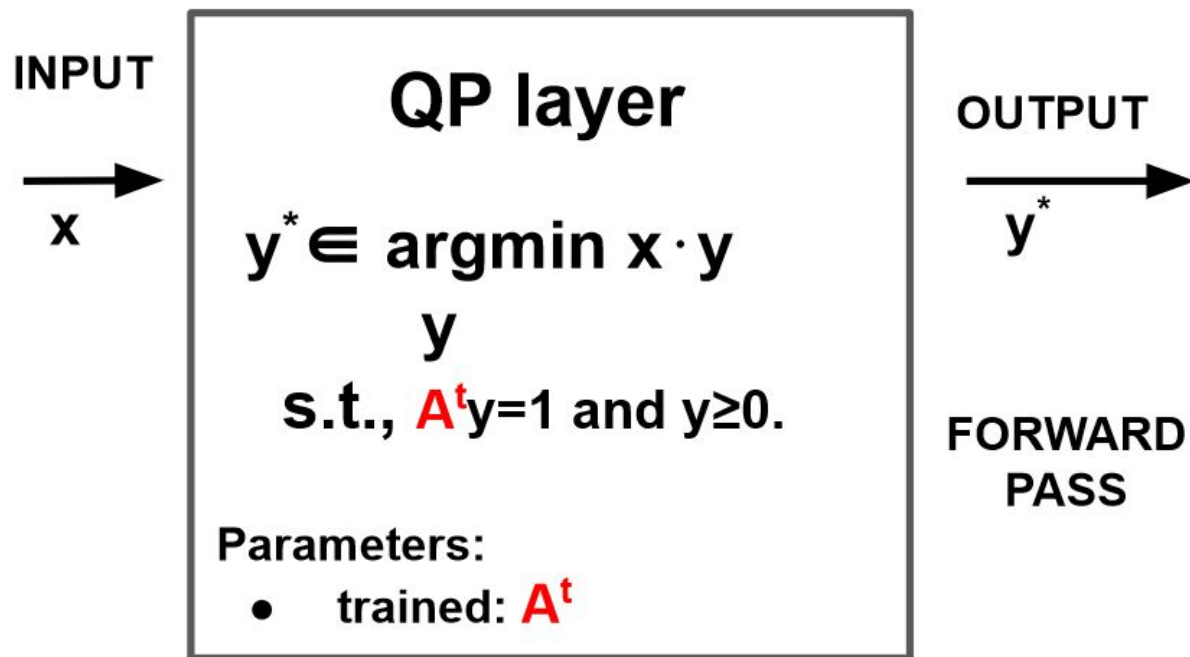 INPUT
x
QP layer
y* ∈ argmin x · y
y
s.t., Aᵗy=1 and y≥0.
Parameters:
● trained: Aᵗ
OUTPUT
y*
FORWARD
PASS